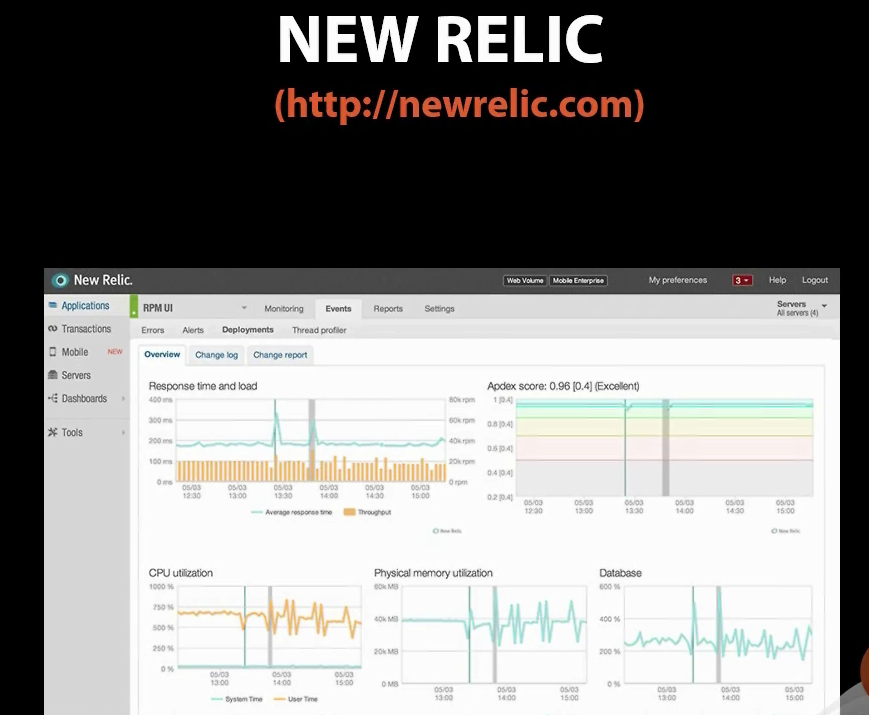 NEW RELIC
(http://newrelic.com)
New Relic.
Web Volume Mobile Enterprise My preferences 3 Help Logout
Applications RPM UI Monitoring Events Reports Settings Servers
All servers (4)
Transactions Errors Alerts Deployments Thread profiler
Mobile NEW Overview Change log Change report
Servers
Dashboards
Tools
Response time and load
400 ms 80k rpm
300 ms 60k rpm
200 ms 40k rpm
100 ms 20k rpm
0 ms 0 rpm
05/03 05/03 05/03 05/03 05/03 05/03
12:30 13:00 13:30 14:00 14:30 15:00
Average response time Throughput
New Relic.
Apdex score: 0.96 [0.4] (Excellent)
1 [0.4]
0.8 [0.4]
0.6 [0.4]
0.4 [0.4]
0.2 [0.4]
05/03 05/03 05/03 05/03 05/03 05/03
12:30 13:00 13:30 14:00 14:30 15:00
New Relic.
CPU utilization
1000 %
750 %
500 %
250 %
0 %
05/03 05/03 05/03
13:00 14:00 15:00
System Time User Time
Physical memory utilization
60k MB
40k MB
20k MB
0 MB
05/03 05/03 05/03
13:00 14:00 15:00
Database
600 %
400 %
200 %
0 %
05/03 05/03 05/03
13:00 14:00 15:00